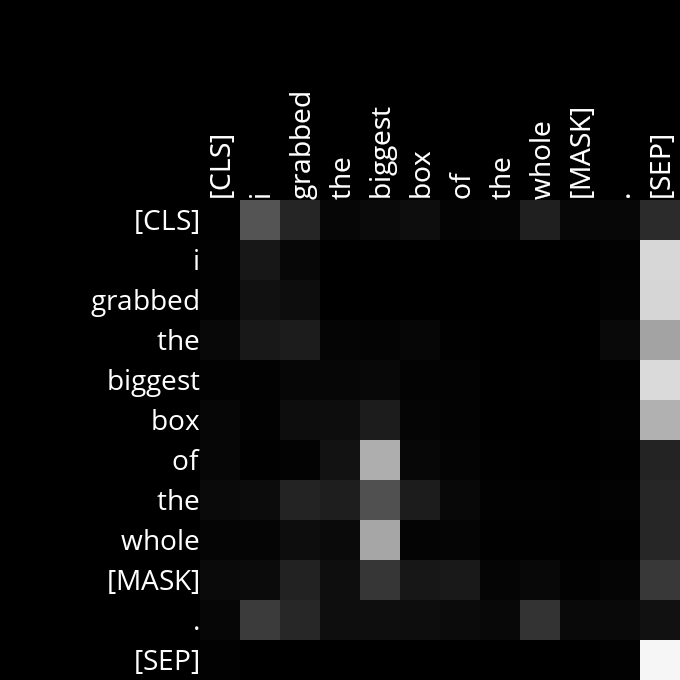 [CLS] i grabbed the biggest box of the whole [MASK] . [SEP]
[CLS]
i
grabbed
the
biggest
box
of
the
whole
[MASK]
.
[SEP]